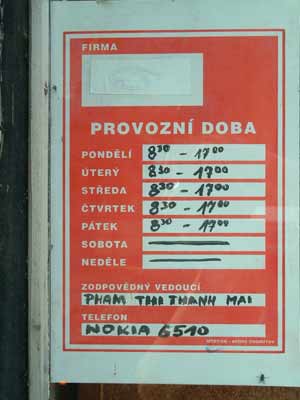 FIRMA
PROVOZNÍ DOBA
PONDĚLÍ 8³⁰ - 17⁰⁰
ÚTERÝ 8³⁰ - 17⁰⁰
STŘEDA 8³⁰ - 17⁰⁰
ČTVRTEK 8³⁰ - 17⁰⁰
PÁTEK 8³⁰ - 17⁰⁰
SOBOTA
NEDĚLE
ZODPOVĚDNÝ VEDOUCÍ
PHAM THI THANH MAI
TELEFON
NOKIA 6510